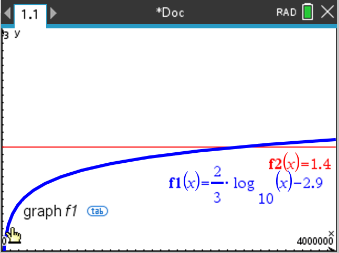 1.1 *Doc RAD
3 y
f2(x)=1.4
f1(x)=2/3·log₁₀(x)-2.9
graph f1 tab
x
0 4000000